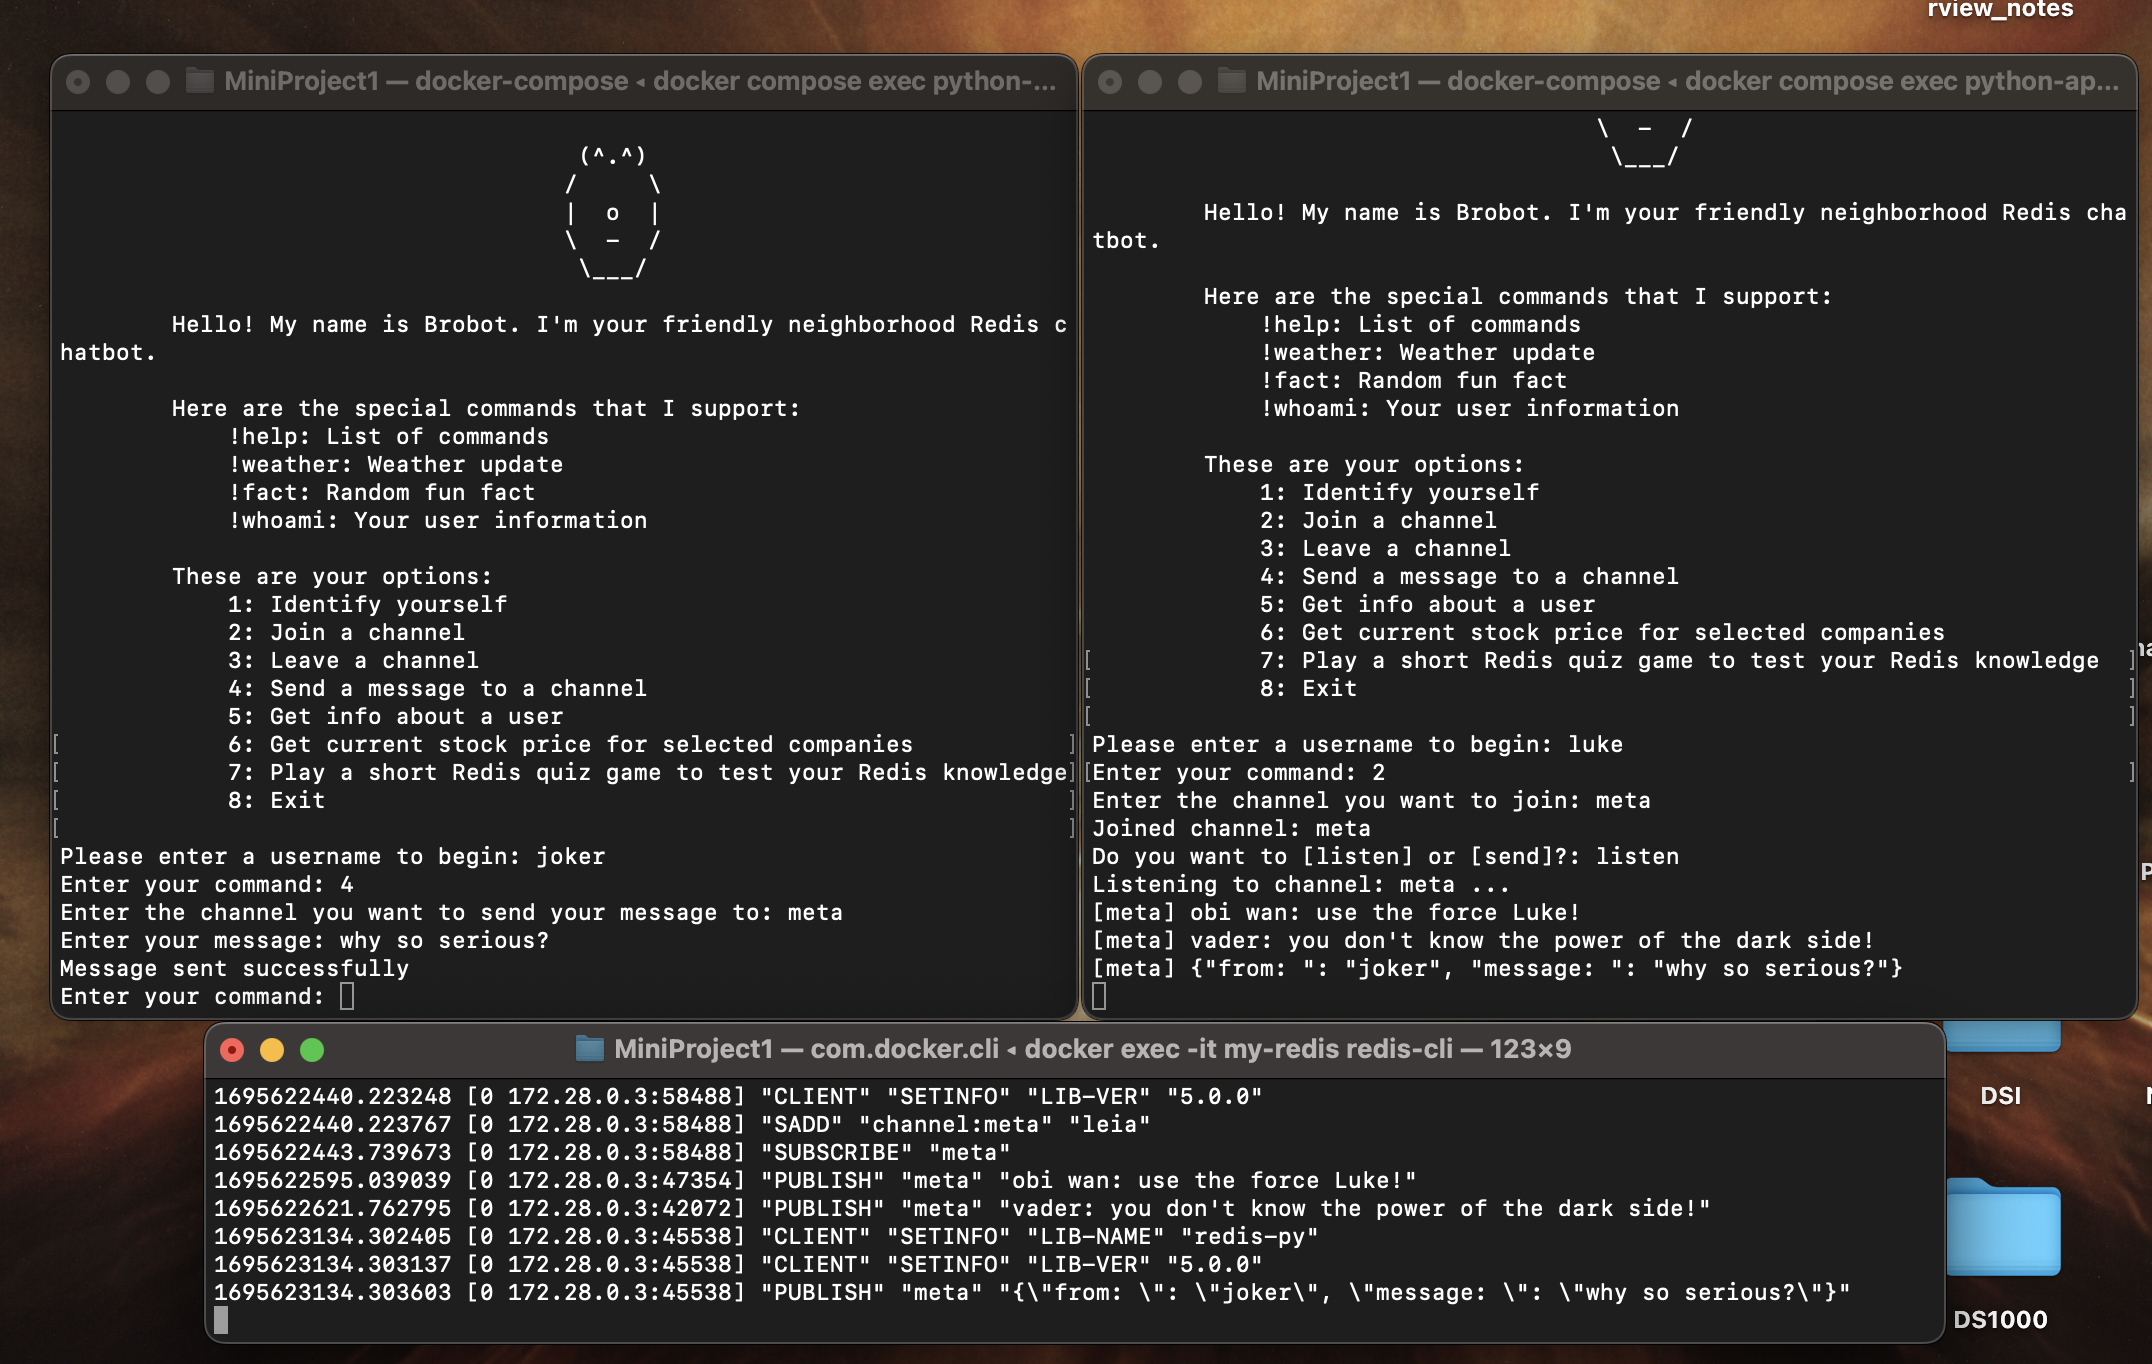 rview_notes
MiniProject1 — docker-compose ◂ docker compose exec python-...
(^.^)
/     \
|  o  |
\  —  /
\___/
Hello! My name is Brobot. I'm your friendly neighborhood Redis c
hatbot.
Here are the special commands that I support:
!help: List of commands
!weather: Weather update
!fact: Random fun fact
!whoami: Your user information
These are your options:
1: Identify yourself
2: Join a channel
3: Leave a channel
4: Send a message to a channel
5: Get info about a user
6: Get current stock price for selected companies
7: Play a short Redis quiz game to test your Redis knowledge
8: Exit
Please enter a username to begin: joker
Enter your command: 4
Enter the channel you want to send your message to: meta
Enter your message: why so serious?
Message sent successfully
Enter your command:
MiniProject1 — docker-compose ◂ docker compose exec python-ap...
\  —  /
\___/
Hello! My name is Brobot. I'm your friendly neighborhood Redis cha
tbot.
Here are the special commands that I support:
!help: List of commands
!weather: Weather update
!fact: Random fun fact
!whoami: Your user information
These are your options:
1: Identify yourself
2: Join a channel
3: Leave a channel
4: Send a message to a channel
5: Get info about a user
6: Get current stock price for selected companies
7: Play a short Redis quiz game to test your Redis knowledge
8: Exit
Please enter a username to begin: luke
Enter your command: 2
Enter the channel you want to join: meta
Joined channel: meta
Do you want to [listen] or [send]?: listen
Listening to channel: meta ...
[meta] obi wan: use the force Luke!
[meta] vader: you don't know the power of the dark side!
[meta] {"from: ": "joker", "message: ": "why so serious?"}
MiniProject1 — com.docker.cli ◂ docker exec -it my-redis redis-cli — 123×9
1695622440.223248 [0 172.28.0.3:58488] "CLIENT" "SETINFO" "LIB-VER" "5.0.0"
1695622440.223767 [0 172.28.0.3:58488] "SADD" "channel:meta" "leia"
1695622443.739673 [0 172.28.0.3:58488] "SUBSCRIBE" "meta"
1695622595.039039 [0 172.28.0.3:47354] "PUBLISH" "meta" "obi wan: use the force Luke!"
1695622621.762795 [0 172.28.0.3:42072] "PUBLISH" "meta" "vader: you don't know the power of the dark side!"
1695623134.302405 [0 172.28.0.3:45538] "CLIENT" "SETINFO" "LIB-NAME" "redis-py"
1695623134.303137 [0 172.28.0.3:45538] "CLIENT" "SETINFO" "LIB-VER" "5.0.0"
1695623134.303603 [0 172.28.0.3:45538] "PUBLISH" "meta" "{\"from: \": \"joker\", \"message: \": \"why so serious?\"}"
DSI
DS1000